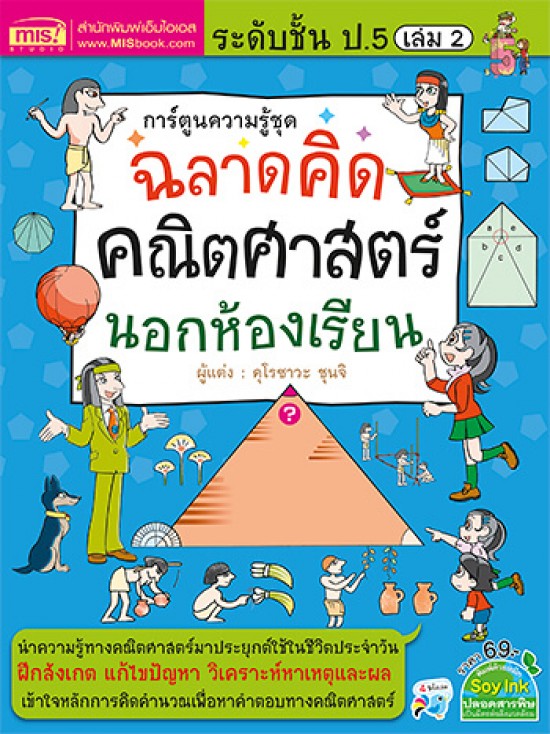 mis!
STUDIO
สำนักพิมพ์เอ็มไอเอส
www.MISbook.com
ระดับชั้น ป.5 เล่ม 2
5
การ์ตูนความรู้ชุด
ฉลาดคิด
คณิตศาสตร์
นอกห้องเรียน
ผู้แต่ง : คุโรซาวะ ชุนจิ
a b c d
e
?
นำความรู้ทางคณิตศาสตร์มาประยุกต์ใช้ในชีวิตประจำวัน
ฝึกสังเกต แก้ไขปัญหา วิเคราะห์หาเหตุและผล
เข้าใจหลักการคิดคำนวณเพื่อหาคำตอบทางคณิตศาสตร์
ราคา 69.-
Soy Ink
ปลอดสารพิษ